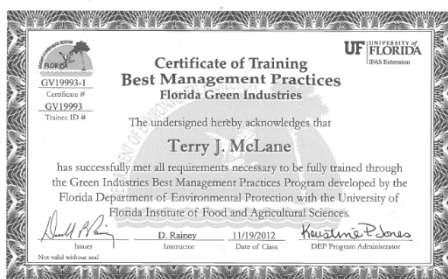 UF UNIVERSITY of
FLORIDA
IFAS Extension
FLORIDA
GV19993-1
Certificate #
GV19993
Trainee ID #
Certificate of Training
Best Management Practices
Florida Green Industries
The undersigned hereby acknowledges that
Terry J. McLane
has successfully met all requirements necessary to be fully trained through
the Green Industries Best Management Practices Program developed by the
Florida Department of Environmental Protection with the University of
Florida Institute of Food and Agricultural Sciences.
D. Rainey
11/19/2012
Issuer
Instructor
Date of Class
DEP Program Administrator
Not valid without seal